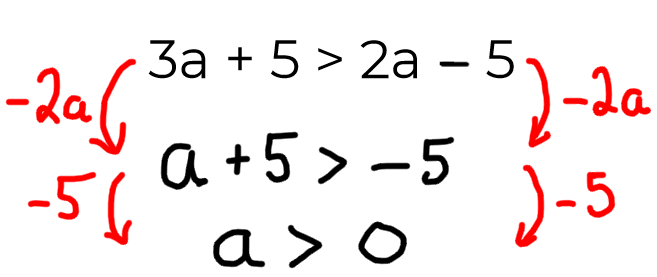 3a + 5 > 2a – 5
-2a -2a
a + 5 > -5
-5 -5
a > 0